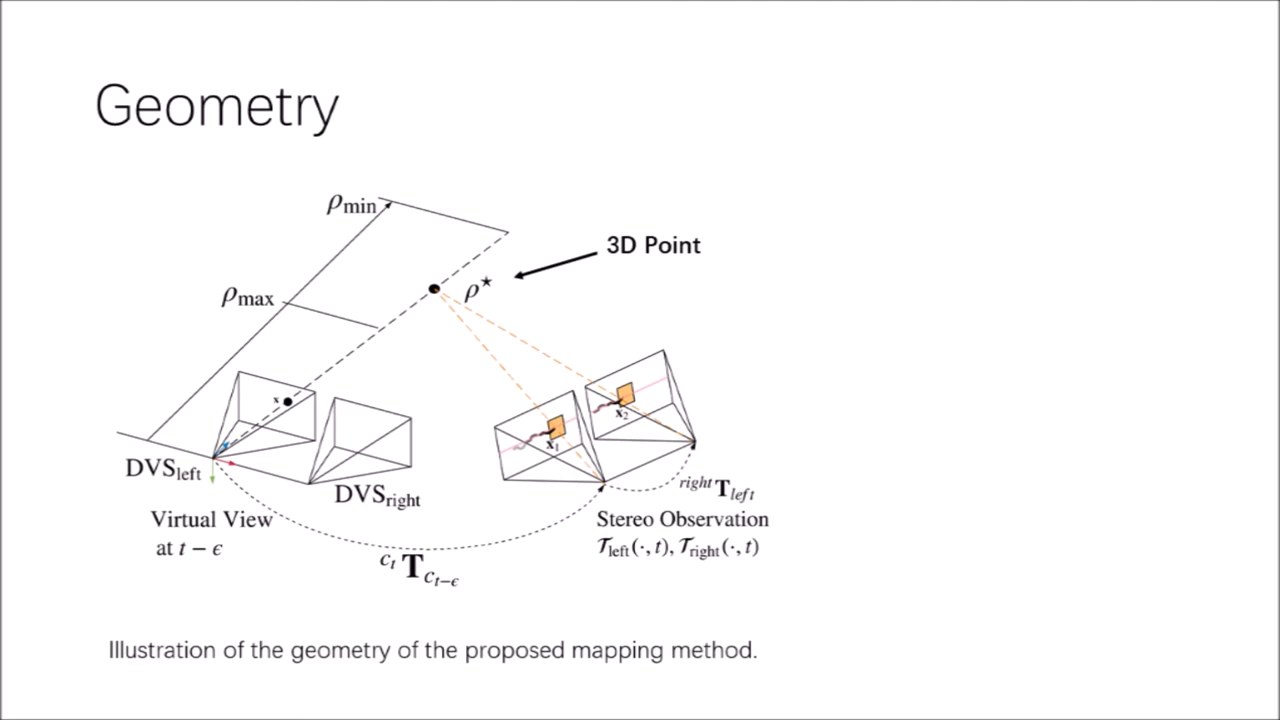 Geometry
ρmin
3D Point
ρ★
ρmax
x
x1
x2
DVSleft
DVSright
rightTleft
Virtual View
at t − ϵ
Stereo Observation
𝒯left(·, t), 𝒯right(·, t)
ctTct−ϵ
Illustration of the geometry of the proposed mapping method.